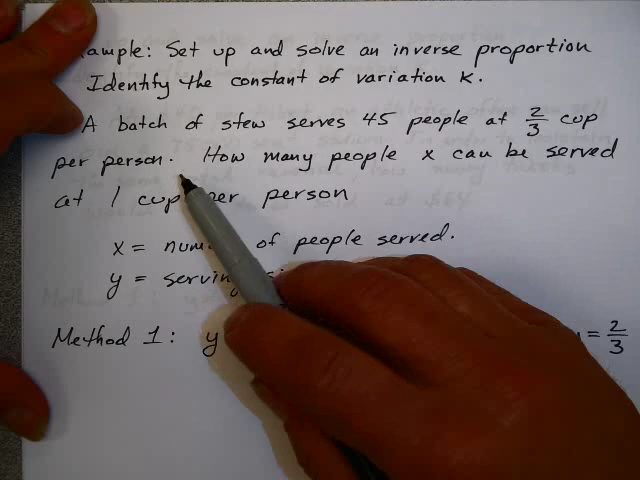 ample: Set up and solve an inverse proportion
Identify the constant of variation k.
A batch of stew serves 45 people at 2/3 cup
per person. How many people x can be served
at 1 cup per person
x = num of people served.
y = serving
Method 1: y = 2/3